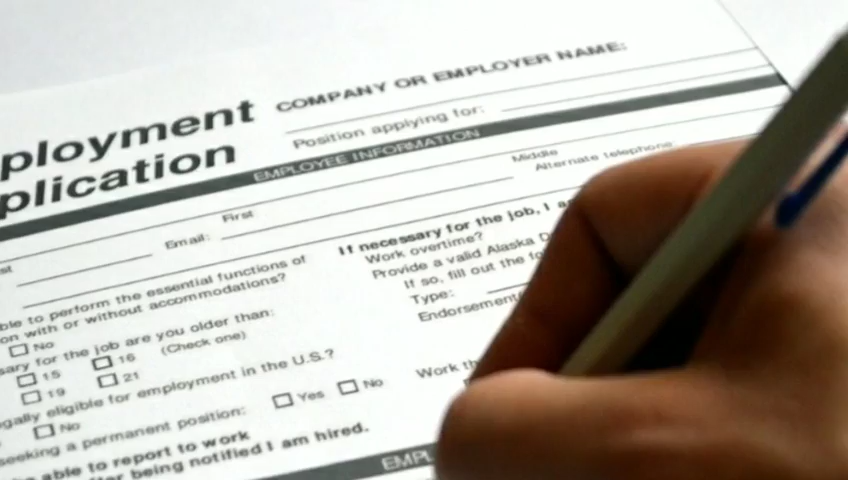 ployment
plication
COMPANY OR EMPLOYER NAME:
Position applying for:
EMPLOYEE INFORMATION
First
Middle
Email:
Alternate telephone:
ble to perform the essential functions of
on with or without accommodations?
No
sary for the job are you older than:
15 16 (Check one)
19 21
gally eligible for employment in the U.S.?
No
seeking a permanent position: Yes No
be able to report to work
ter being notified I am hired.
If necessary for the job, I a
Work overtime?
Provide a valid Alaska D
If so, fill out the fo
Type:
Endorsement
Work th
EMPL